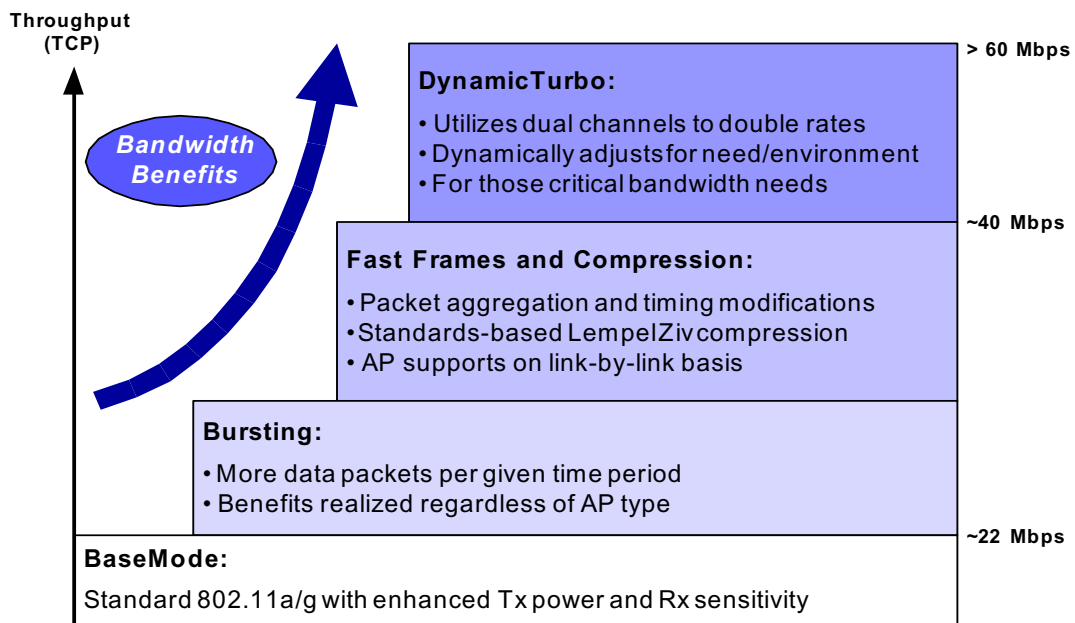 Throughput
(TCP)
> 60 Mbps
DynamicTurbo:
• Utilizes dual channels to double rates
• Dynamically adjusts for need/environment
• For those critical bandwidth needs
Bandwidth
Benefits
~40 Mbps
Fast Frames and Compression:
• Packet aggregation and timing modifications
• Standards-based LempelZiv compression
• AP supports on link-by-link basis
Bursting:
• More data packets per given time period
• Benefits realized regardless of AP type
~22 Mbps
BaseMode:
Standard 802.11a/g with enhanced Tx power and Rx sensitivity